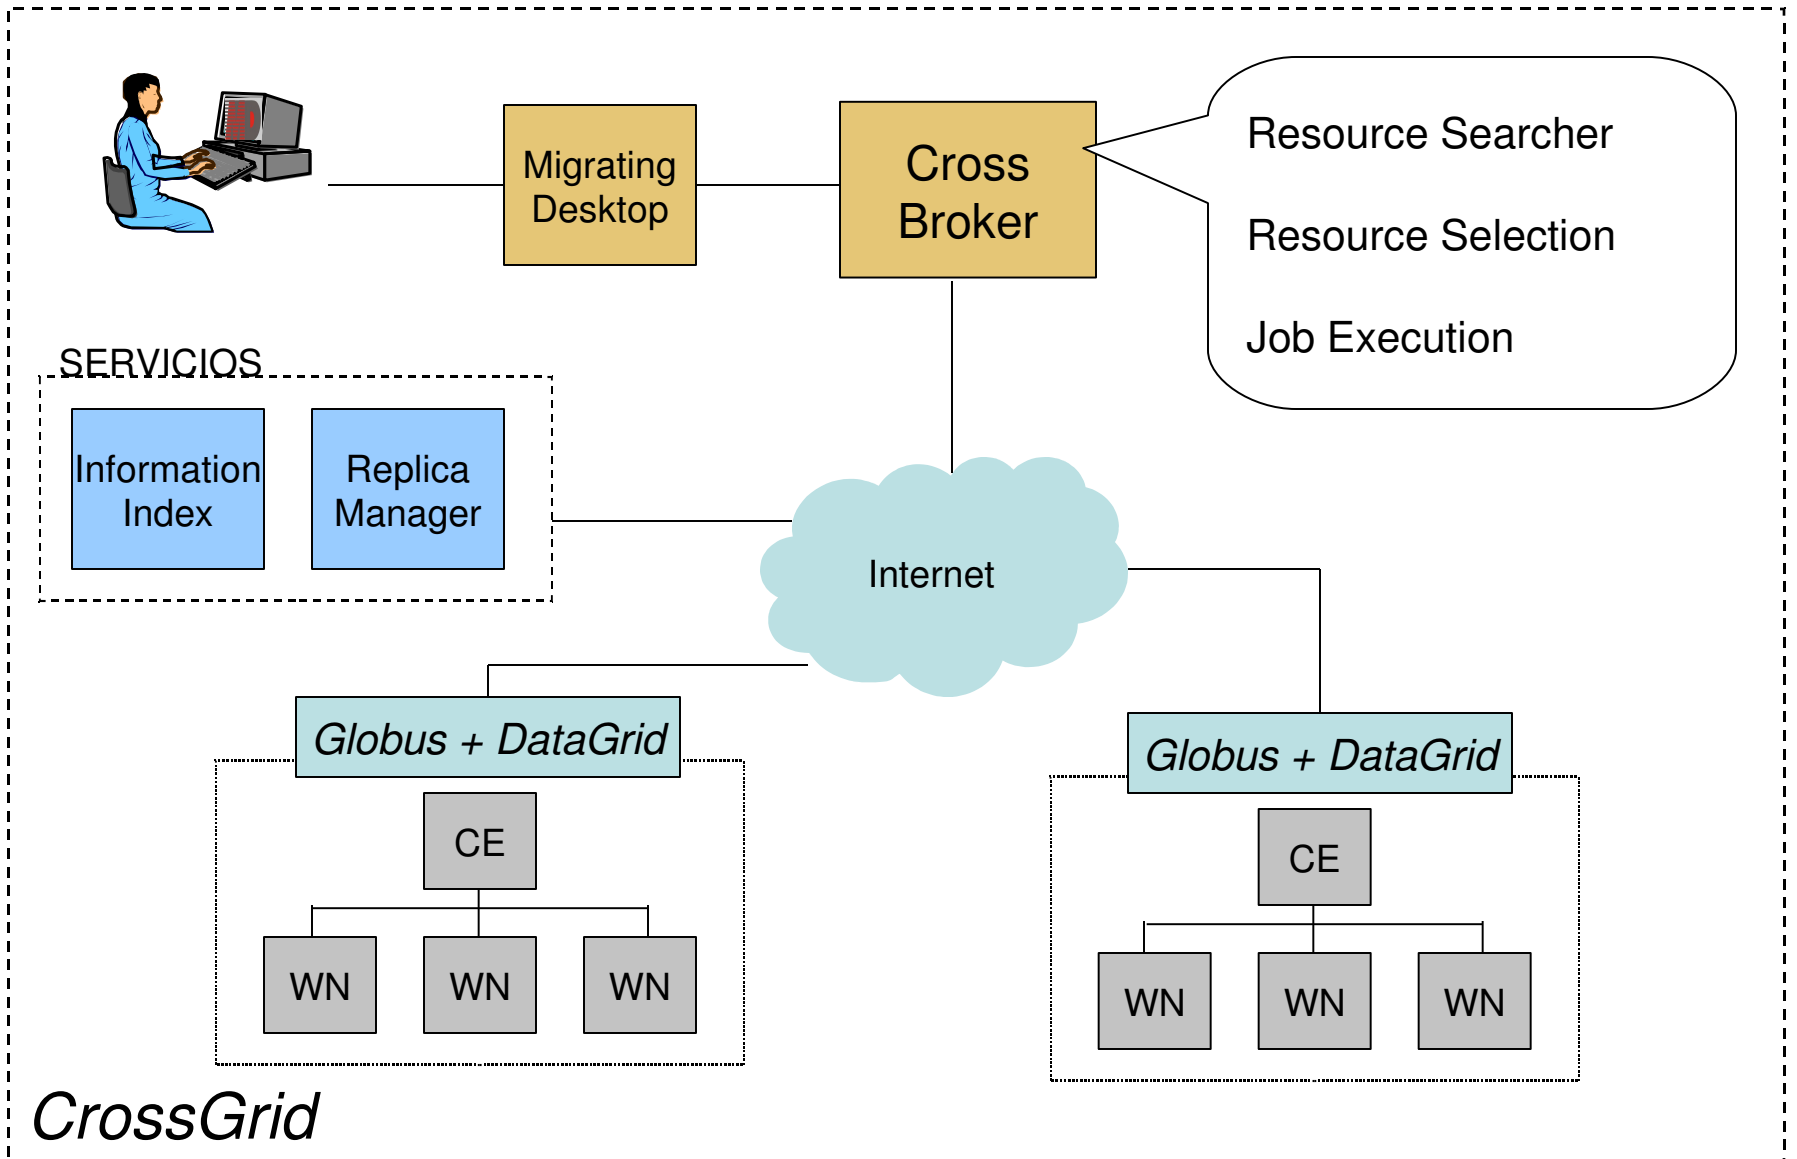 Migrating
Desktop
Cross
Broker
Resource Searcher
Resource Selection
Job Execution
SERVICIOS
Information
Index
Replica
Manager
Internet
Globus + DataGrid
CE
WN WN WN
Globus + DataGrid
CE
WN WN WN
CrossGrid